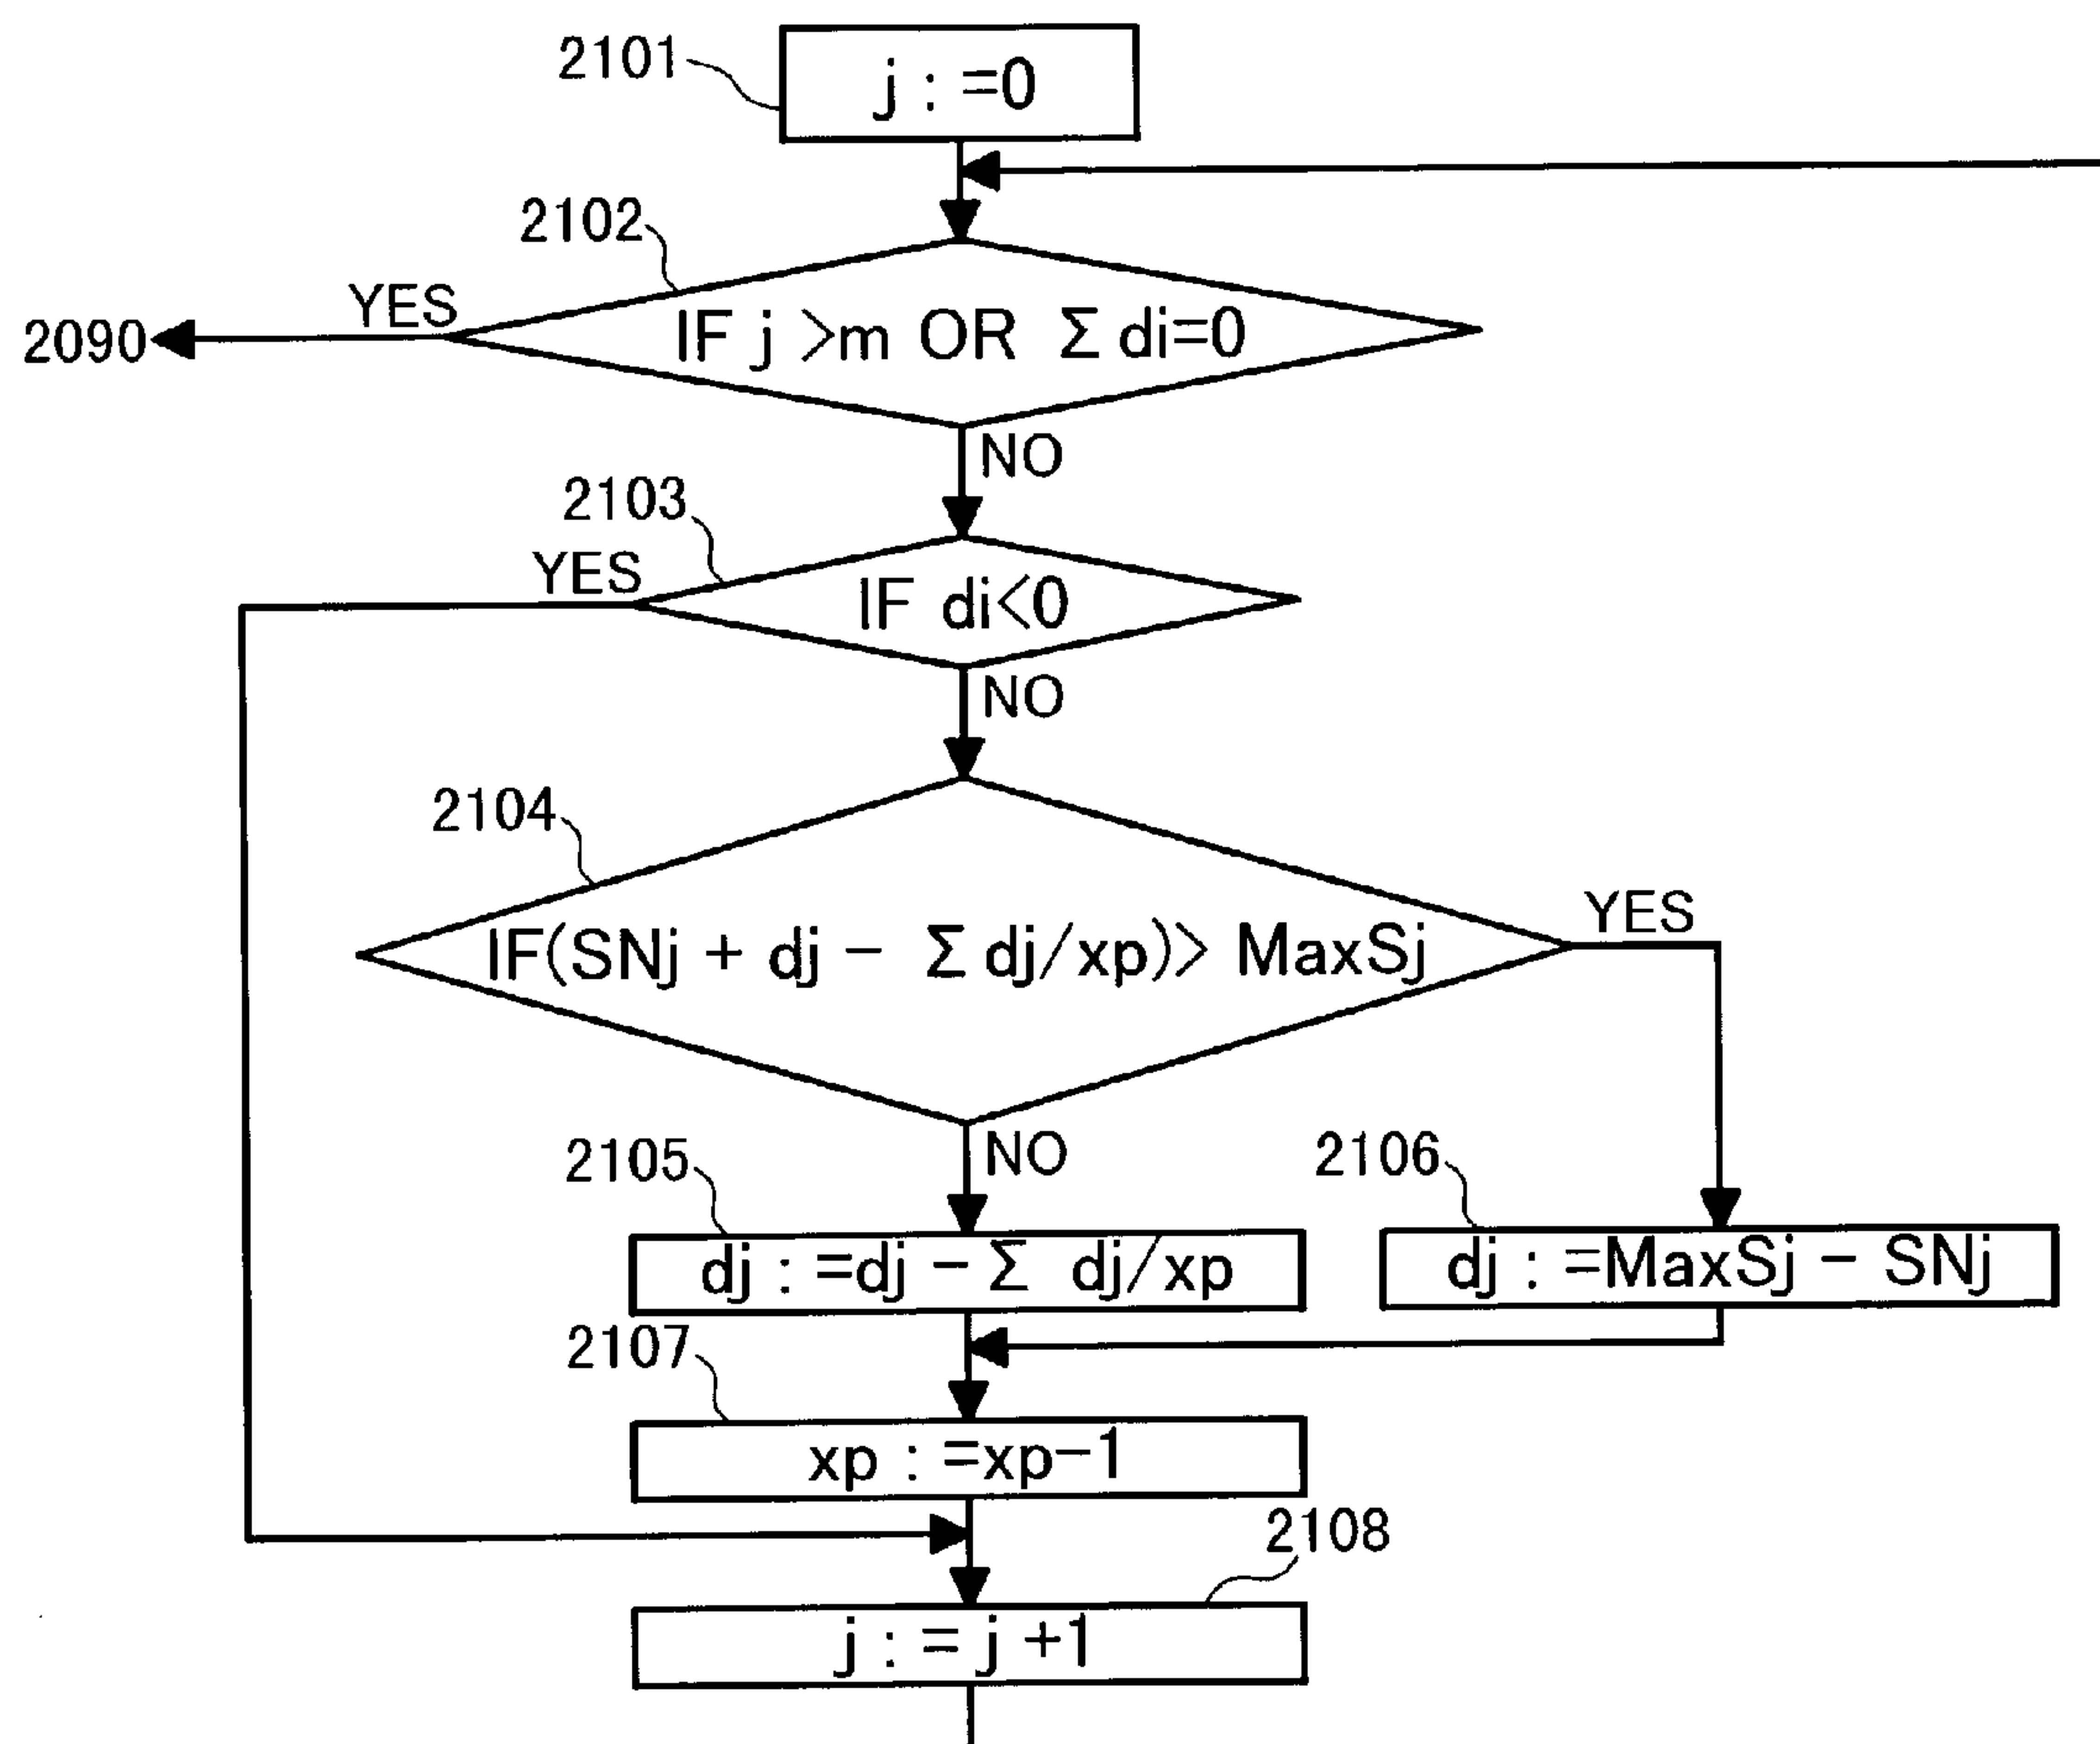 2101
j : =0
2102
YES
2090
IF j >m OR Σ di=0
NO
2103
YES
IF di<0
NO
2104
YES
IF(SNj + dj − Σ dj/xp)> MaxSj
NO
2105
2106
dj : =dj − Σ dj/xp
dj : =MaxSj − SNj
2107
xp : =xp−1
2108
j : = j +1